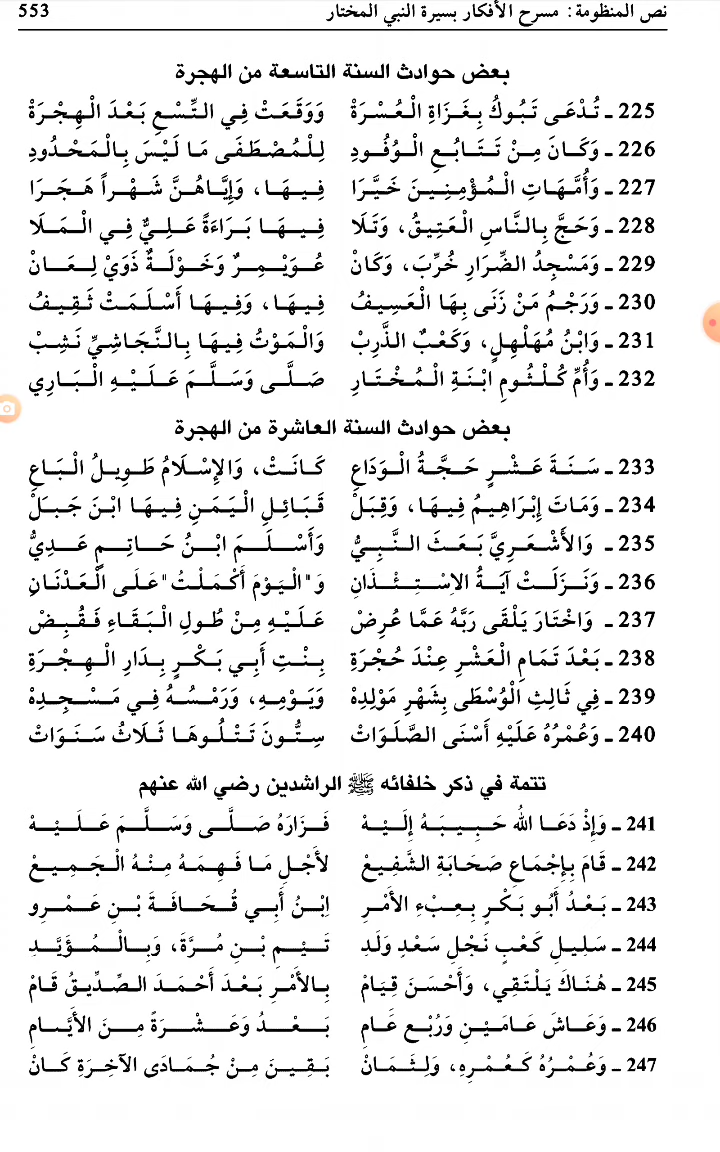 نص المنظومة: مسرح الأفكار بسيرة النبي المختار 553
بعض حوادث السنة التاسعة من الهجرة
225 ـ تُدْعَى تَبُوكُ بِغَزَاةِ الْعُسْرَةْ وَوَقَعَتْ فِي التِّسْعِ بَعْدَ الْهِجْرَةْ
226 ـ وَكَانَ مِنْ تَتَابُعِ الْوُفُودِ لِلْمُصْطَفَى مَا لَيْسَ بِالْمَحْدُودِ
227 ـ وَأُمَّهَاتِ الْمُؤْمِنِينَ خَيَّرَا فِيهَا، وَإِيَّاهُنَّ شَهْراً هَجَرَا
228 ـ وَحَجَّ بِالنَّاسِ الْعَتِيقُ، وَتَلَا فِيهَا بَرَاءَةً عَلِيٌّ فِي الْمَلَا
229 ـ وَمَسْجِدُ الضِّرَارِ خُرِّبَ، وَكَانْ عُوَيْمِرٌ وَخَوْلَةٌ ذَوَيْ لِعَانْ
230 ـ وَرَجْمُ مَنْ زَنَى بِهَا الْعَسِيفُ فِيهَا، وَفِيهَا أَسْلَمَتْ ثَقِيفُ
231 ـ وَابْنُ مُهَلْهِلٍ، وَكَعْبٌ الذَّرِبْ وَالْمَوْتُ فِيهَا بِالنَّجَاشِيِّ نَشِبْ
232 ـ وَأُمِّ كُلْثُومِ ابْنَةِ الْمُخْتَارِ صَلَّى وَسَلَّمَ عَلَيْهِ الْبَارِي
بعض حوادث السنة العاشرة من الهجرة
233 ـ سَنَةَ عَشْرٍ حَجَّةُ الْوَدَاعِ كَانَتْ، وَالإِسْلَامُ طَوِيلُ الْبَاعِ
234 ـ وَمَاتَ إِبْرَاهِيمُ فِيهَا، وَقِبَلْ قَبَائِلِ الْيَمَنِ فِيهَا ابْنَ جَبَلْ
235 ـ وَالأَشْعَرِيَّ بَعَثَ النَّبِيُّ وَأَسْلَمَ ابْنُ حَاتِمٍ عَدِيُّ
236 ـ وَنَزَلَتْ آيَةُ الاِسْتِئْذَانِ وَ"الْيَوْمَ أَكْمَلْتُ" عَلَى الْعَدْنَانِ
237 ـ وَاخْتَارَ يَلْقَى رَبَّهُ عَمَّا عُرِضْ عَلَيْهِ مِنْ طُولِ الْبَقَاءِ فَقُبِضْ
238 ـ بَعْدَ تَمَامِ الْعَشْرِ عِنْدَ حُجْرَةِ بِنْتِ أَبِي بَكْرٍ بِدَارِ الْهِجْرَةِ
239 ـ فِي ثَالِثِ الْوُسْطَى بِشَهْرِ مَوْلِدِهْ وَيَوْمِهِ، وَرَمْسُهُ فِي مَسْجِدِهْ
240 ـ وَعُمْرُهُ عَلَيْهِ أَسْنَى الصَّلَوَاتْ سِتُّونَ تَتْلُوهَا ثَلَاثُ سَنَوَاتْ
تتمة في ذكر خلفائه ﷺ الراشدين رضي الله عنهم
241 ـ وَإِذْ دَعَا اللهُ حَبِيبَهُ إِلَيْهْ فَزَارَهُ صَلَّى وَسَلَّمَ عَلَيْهْ
242 ـ قَامَ بِإِجْمَاعِ صَحَابَةِ الشَّفِيعْ لأَجْلِ مَا فَهِمَهُ مِنْهُ الْجَمِيعْ
243 ـ بَعْدُ أَبُو بَكْرٍ بِعِبْءِ الأَمْرِ اِبْنُ أَبِي قُحَافَةَ بْنِ عَمْرِو
244 ـ سَلِيلِ كَعْبِ نَجْلِ سَعْدِ وَلَدِ تَيْمِ بْنِ مُرَّةَ، وَبِالْمُؤَيَّدِ
245 ـ هُنَاكَ يَلْتَقِي، وَأَحْسَنَ قِيَامْ بِالأَمْرِ بَعْدَ أَحْمَدَ الصِّدِّيقُ قَامْ
246 ـ وَعَاشَ عَامَيْنِ وَرُبْعَ عَامِ بَعْدُ وَعَشْرَةً مِنَ الأَيَّامِ
247 ـ وَعُمْرُهُ كَعُمْرِهِ، وَلِثَمَانْ بَقِينَ مِنْ جُمَادَى الآخِرَةِ كَانْ